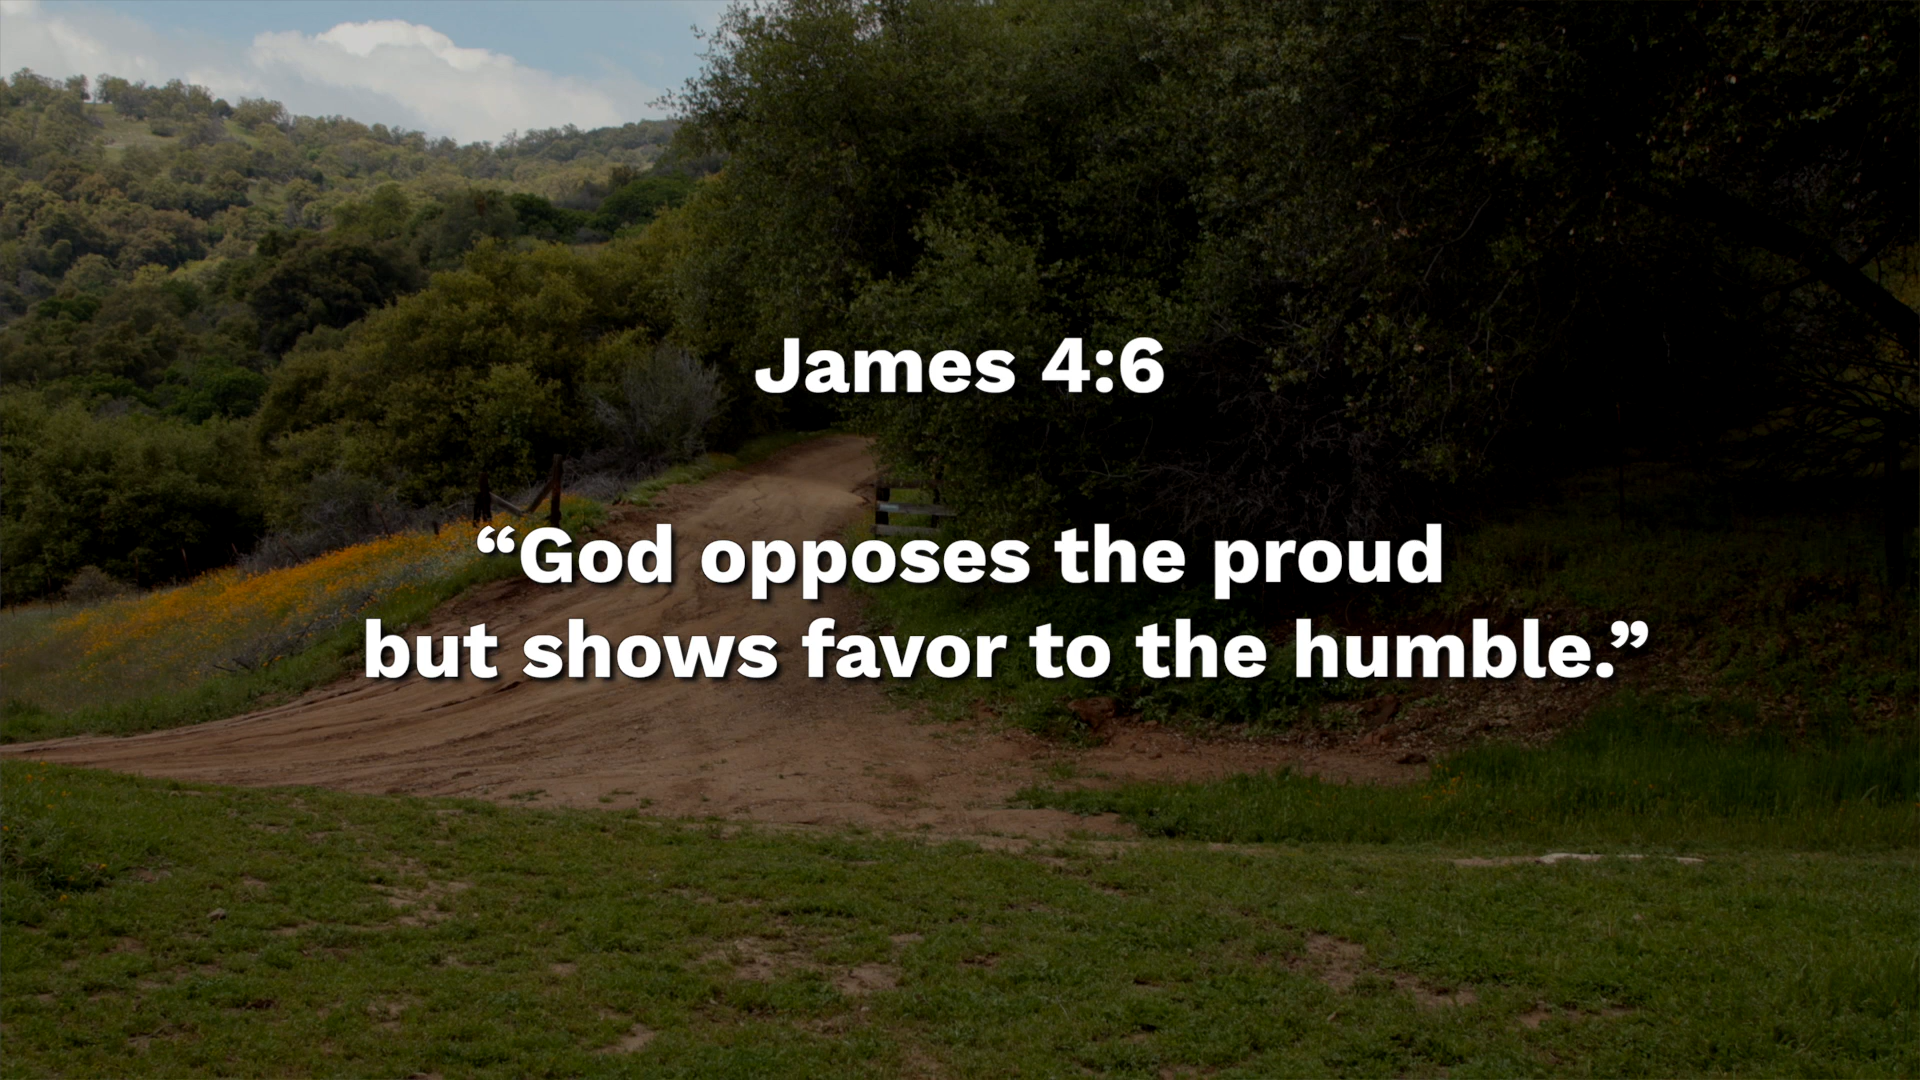 James 4:6
“God opposes the proud
but shows favor to the humble.”